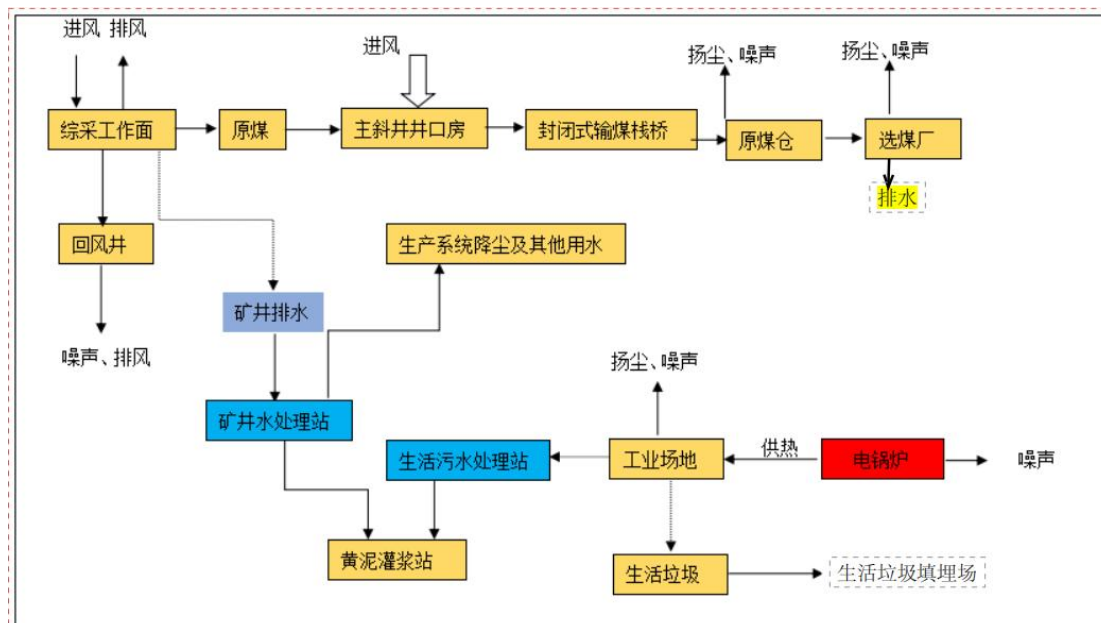 进风 排风
进风
扬尘、噪声
扬尘、噪声
综采工作面
原煤
主斜井井口房
封闭式输煤栈桥
原煤仓
选煤厂
排水
回风井
生产系统降尘及其他用水
矿井排水
噪声、排风
扬尘、噪声
矿井水处理站
生活污水处理站
工业场地
供热
电锅炉
噪声
黄泥灌浆站
生活垃圾
生活垃圾填埋场